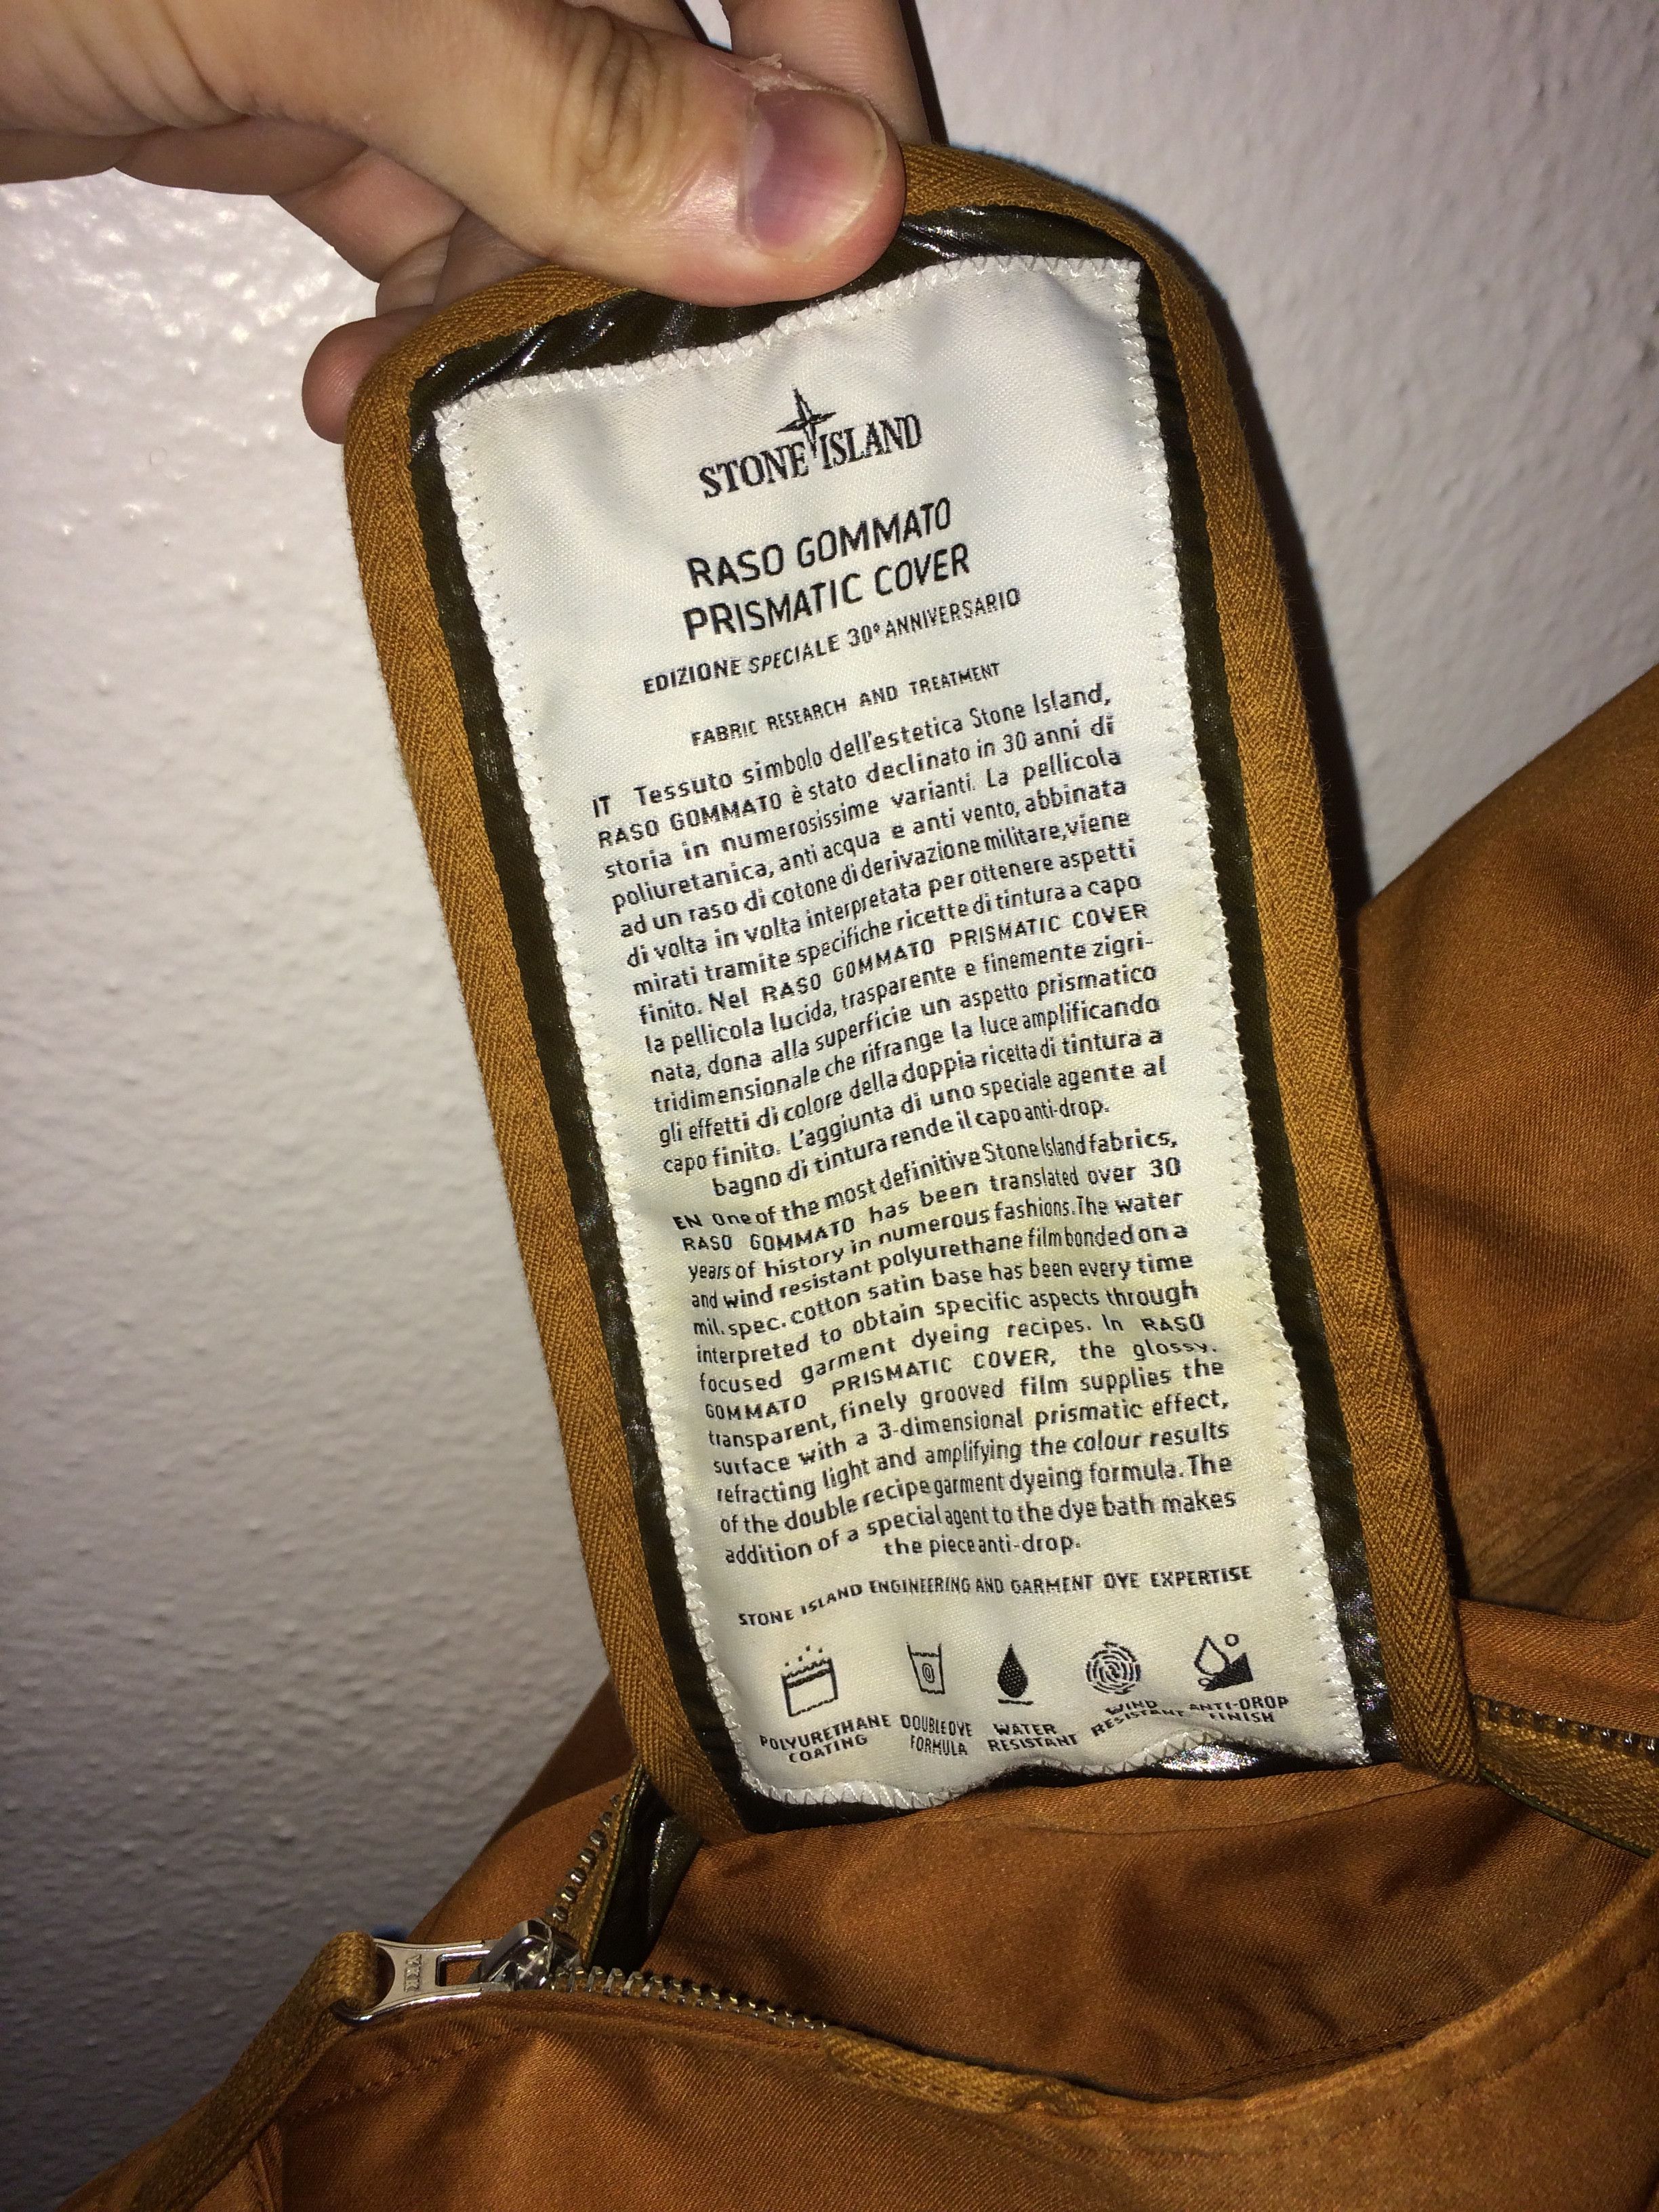 STONE ISLAND
RASO GOMMATO
PRISMATIC COVER
EDIZIONE SPECIALE 30° ANNIVERSARIO
FABRIC RESEARCH AND TREATMENT
IT Tessuto simbolo dell'estetica Stone Island,
RASO GOMMATO è stato declinato in 30 anni di
storia in numerosissime varianti. La pellicola
poliuretanica, anti acqua e anti vento, abbinata
ad un raso di cotone di derivazione militare, viene
di volta in volta interpretata per ottenere aspetti
mirati tramite specifiche ricette di tintura a capo
finito. Nel RASO GOMMATO PRISMATIC COVER
la pellicola lucida, trasparente e finemente zigri-
nata, dona alla superficie un aspetto prismatico
tridimensionale che rifrange la luce amplificando
gli effetti di colore della doppia ricetta di tintura a
capo finito. L'aggiunta di uno speciale agente al
bagno di tintura rende il capo anti-drop.
EN One of the most definitive Stone Island fabrics,
RASO GOMMATO has been translated over 30
years of history in numerous fashions. The water
and wind resistant polyurethane film bonded on a
mil. spec. cotton satin base has been every time
interpreted to obtain specific aspects through
focused garment dyeing recipes. In RASO
GOMMATO PRISMATIC COVER, the glossy,
transparent, finely grooved film supplies the
surface with a 3-dimensional prismatic effect,
refracting light and amplifying the colour results
of the double recipe garment dyeing formula. The
addition of a special agent to the dye bath makes
the piece anti-drop.
STONE ISLAND ENGINEERING AND GARMENT DYE EXPERTISE
POLYURETHANE COATING
DOUBLE DYE FORMULA
WATER RESISTANT
WIND RESISTANT
ANTI-DROP FINISH